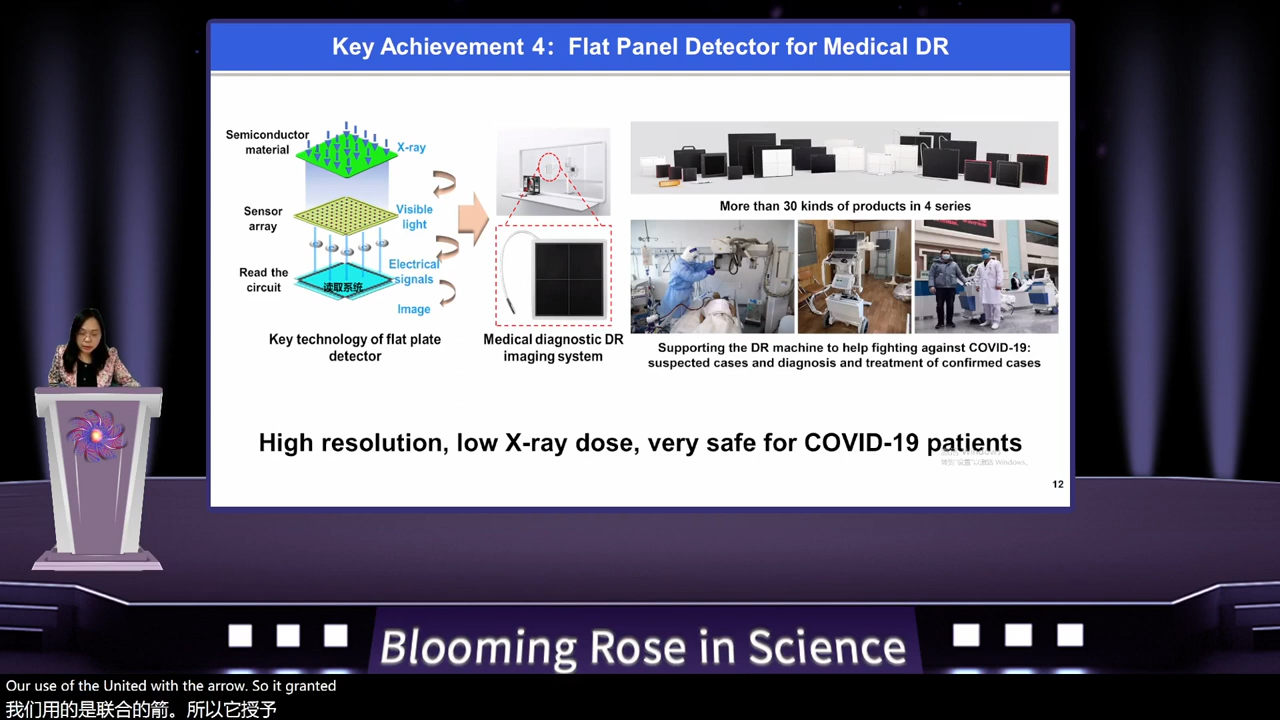 Key Achievement 4: Flat Panel Detector for Medical DR
Semiconductor
material
X-ray
Sensor
array
Visible
light
Read the
circuit
读取系统
Electrical
signals
Image
Key technology of flat plate
detector
Medical diagnostic DR
imaging system
More than 30 kinds of products in 4 series
Supporting the DR machine to help fighting against COVID-19:
suspected cases and diagnosis and treatment of confirmed cases
High resolution, low X-ray dose, very safe for COVID-19 patients
12
Blooming Rose in Science
Our use of the United with the arrow. So it granted
我们用的是联合的箭。所以它授予